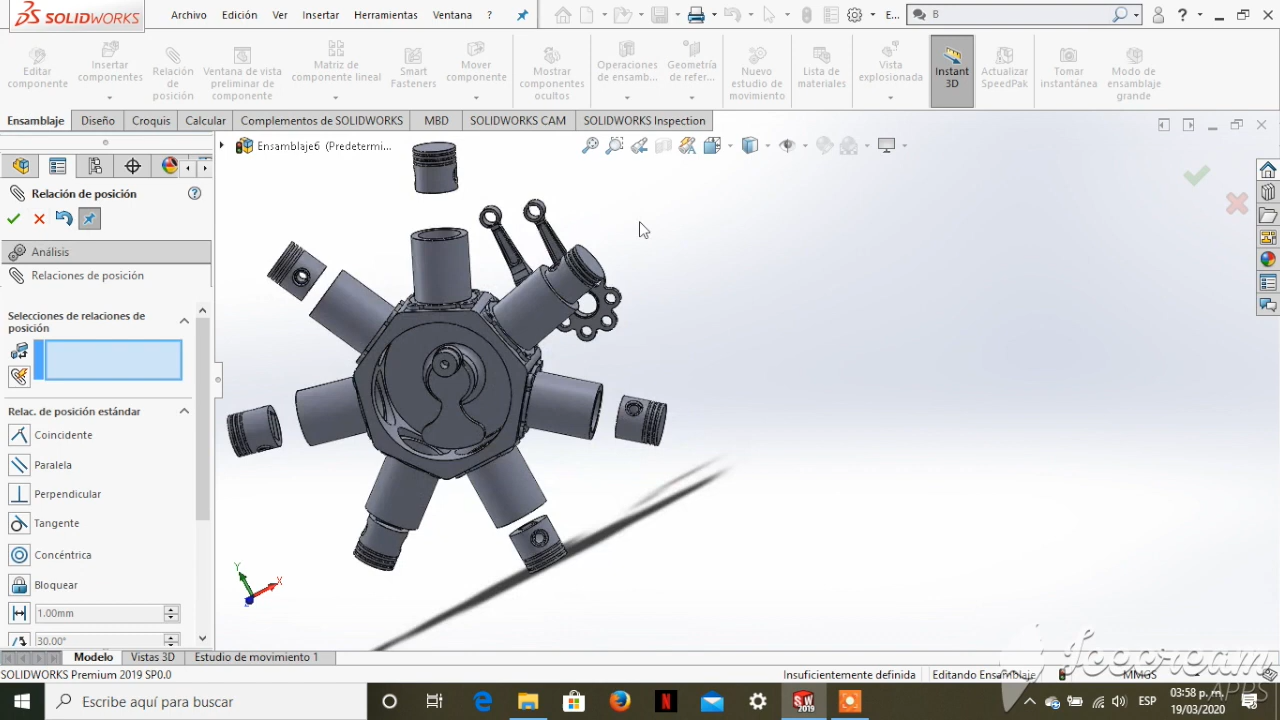 SOLIDWORKS
Archivo Edición Ver Insertar Herramientas Ventana ? E... B ?
Editar componente
Insertar componentes
Relación de posición
Ventana de vista preliminar de componente
Matriz de componente lineal
Smart Fasteners
Mover componente
Mostrar componentes ocultos
Operaciones de ensamb...
Geometría de refer...
Nuevo estudio de movimiento
Lista de materiales
Vista explosionada
Instant 3D
Actualizar SpeedPak
Tomar instantánea
Modo de ensamblaje grande
Ensamblaje Diseño Croquis Calcular Complementos de SOLIDWORKS MBD SOLIDWORKS CAM SOLIDWORKS Inspection
Ensamblaje6 (Predetermi...
Relación de posición ?
Análisis
Relaciones de posición
Selecciones de relaciones de
posición
Relac. de posición estándar
Coincidente
Paralela
Perpendicular
Tangente
Concéntrica
Bloquear
1.00mm
30.00°
Y
X
Modelo Vistas 3D Estudio de movimiento 1
SOLIDWORKS Premium 2019 SP0.0 Insuficientemente definida Editando Ensamblaje MMGS
Escribe aquí para buscar
SW 2019
ESP
03:58 p. m.
19/03/2020
APPS